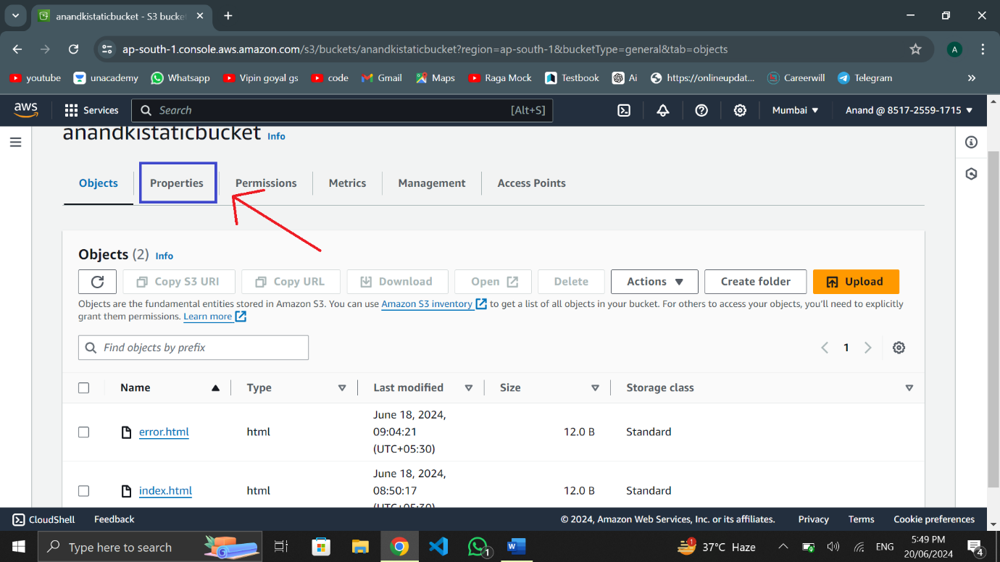 anandkistaticbucket - S3 bucke
ap-south-1.console.aws.amazon.com/s3/buckets/anandkistaticbucket?region=ap-south-1&bucketType=general&tab=objects
A
youtube unacademy Whatsapp Vipin goyal gs code Gmail Maps Raga Mock Testbook Ai https://onlineupdat... Careerwill Telegram
aws Services Search [Alt+S] Mumbai Anand @ 8517-2559-1715
anandkistaticbucket Info
Objects Properties Permissions Metrics Management Access Points
Objects (2) Info
Copy S3 URI Copy URL Download Open Delete Actions Create folder Upload
Objects are the fundamental entities stored in Amazon S3. You can use Amazon S3 inventory to get a list of all objects in your bucket. For others to access your objects, you'll need to explicitly
grant them permissions. Learn more
Find objects by prefix 1
Name Type Last modified Size Storage class
June 18, 2024,
error.html html 09:04:21 12.0 B Standard
(UTC+05:30)
June 18, 2024,
index.html html 08:50:17 12.0 B Standard
(UTC+05:30)
CloudShell Feedback © 2024, Amazon Web Services, Inc. or its affiliates. Privacy Terms Cookie preferences
Type here to search 1 1 37°C Haze ENG 5:49 PM
20/06/2024 4